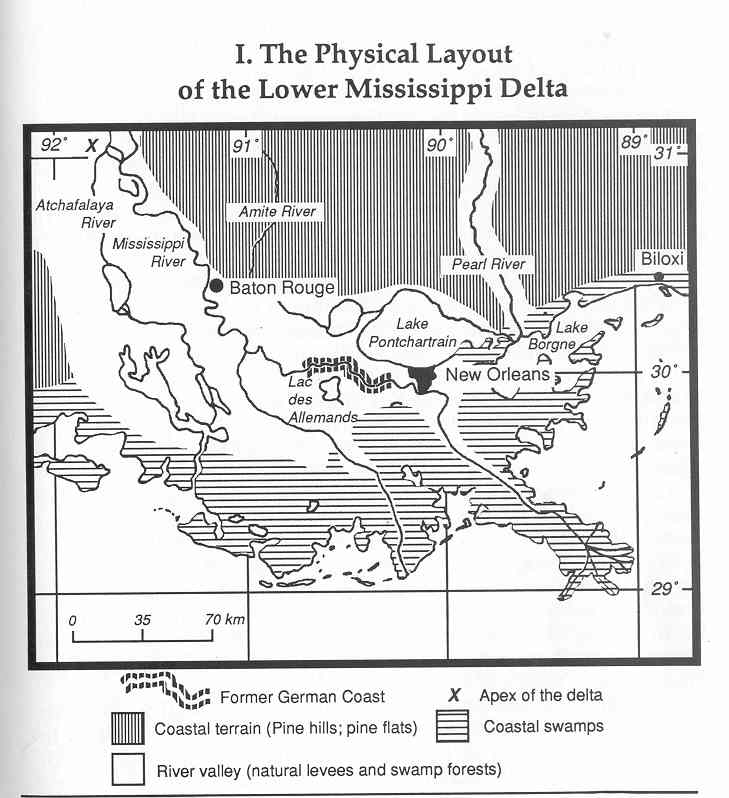 I. The Physical Layout
of the Lower Mississippi Delta
92° X 91° 90° 89°
31°
Atchafalaya
River
Amite River
Mississippi
River
Pearl River
Biloxi
Baton Rouge
Lake
Pontchartrain
Lake
Borgne
30°
New Orleans
Lac
des
Allemands
29°
0 35 70 km
Former German Coast
X Apex of the delta
Coastal terrain (Pine hills; pine flats)
Coastal swamps
River valley (natural levees and swamp forests)